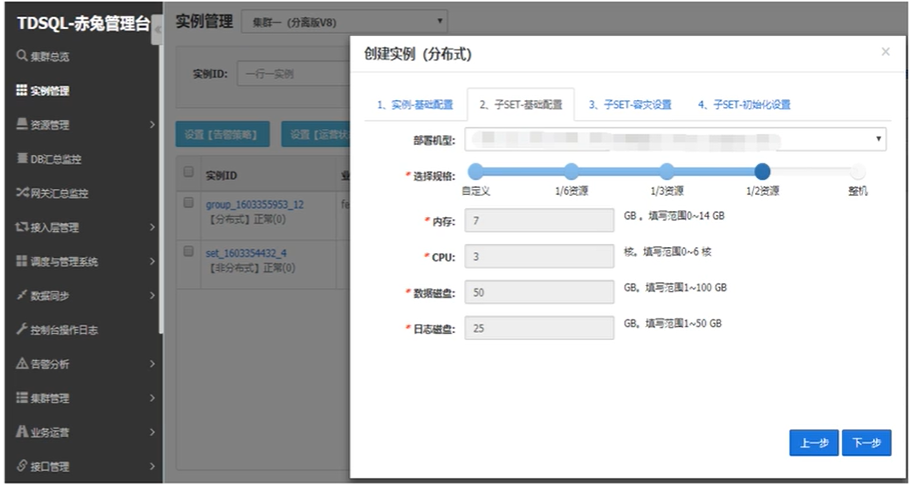 TDSQL-赤兔管理台
集群总览
实例管理
资源管理
DB汇总监控
网关汇总监控
接入层管理
调度与管理系统
数据同步
控制台操作日志
告警分析
集群管理
业务运营
接口管理
实例管理 集群一（分离版V8）
实例ID: 一行一实例
设置【告警策略】 设置【运营状
实例ID 业
group_1603355953_12 fe
【分布式】正常(0)
set_1603354432_4
【非分布式】正常(0)
创建实例（分布式） ×
1、实例-基础配置 2、子SET-基础配置 3、子SET-容灾设置 4、子SET-初始化设置
部署机型:
*选择规格:
自定义 1/6资源 1/3资源 1/2资源 整机
*内存: 7 GB 。填写范围0~14 GB
*CPU: 3 核。填写范围0~6 核
*数据磁盘: 50 GB。填写范围1~100 GB
*日志磁盘: 25 GB。填写范围1~50 GB
上一步 下一步